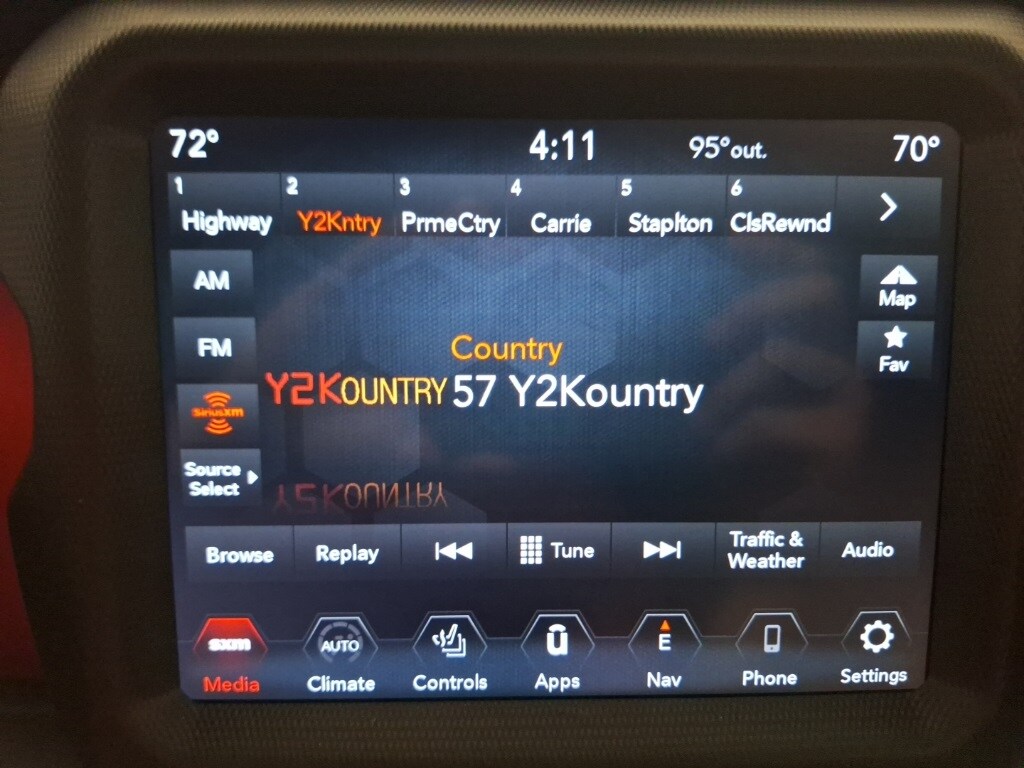 72° 4:11 95°out. 70°
1 2 3 4 5 6
Highway Y2Kntry PrmeCtry Carrie Staplton ClsRewnd
AM
Map
FM
Fav
Country
Y2KOUNTRY 57 Y2Kountry
SiriusXM
Source
Select
Y2KOUNTRY
Browse Replay Tune Traffic &
Weather Audio
sxm AUTO ū E
Media Climate Controls Apps Nav Phone Settings